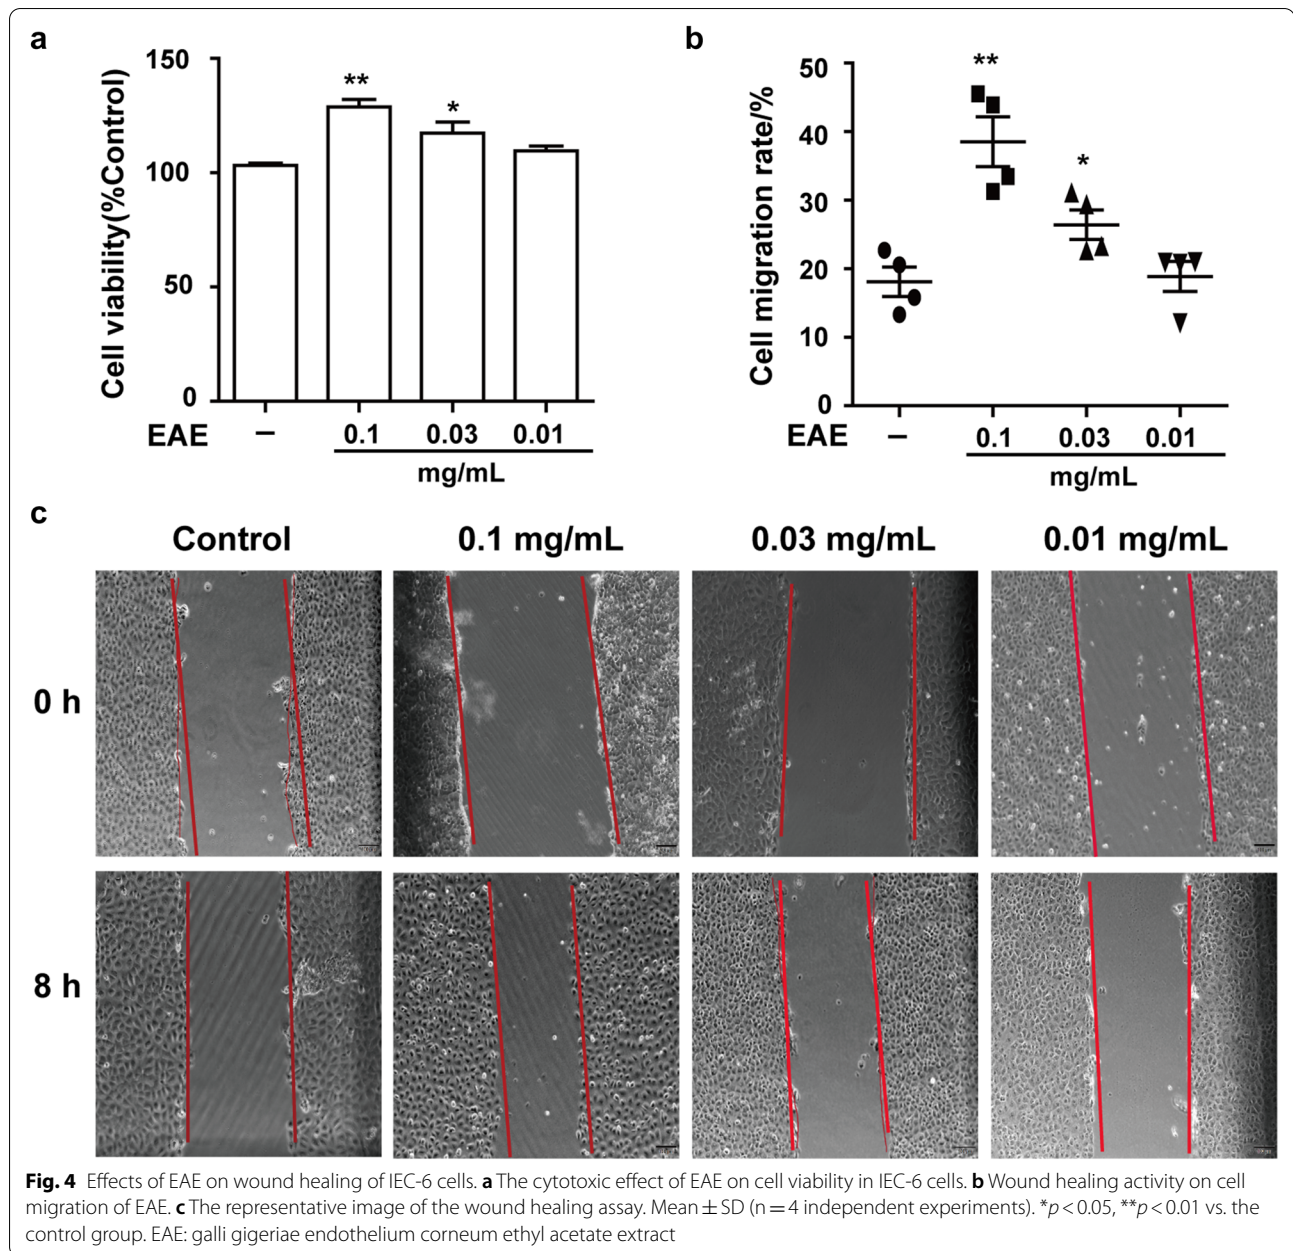 a
150
100
50
0
Cell viability(%Control)
**
*
EAE – 0.1 0.03 0.01
mg/mL
b
50
40
30
20
10
0
Cell migration rate/%
**
*
EAE – 0.1 0.03 0.01
mg/mL
c
Control 0.1 mg/mL 0.03 mg/mL 0.01 mg/mL
0 h
8 h
Fig. 4 Effects of EAE on wound healing of IEC-6 cells. a The cytotoxic effect of EAE on cell viability in IEC-6 cells. b Wound healing activity on cell
migration of EAE. c The representative image of the wound healing assay. Mean ± SD (n = 4 independent experiments). *p < 0.05, **p < 0.01 vs. the
control group. EAE: galli gigeriae endothelium corneum ethyl acetate extract